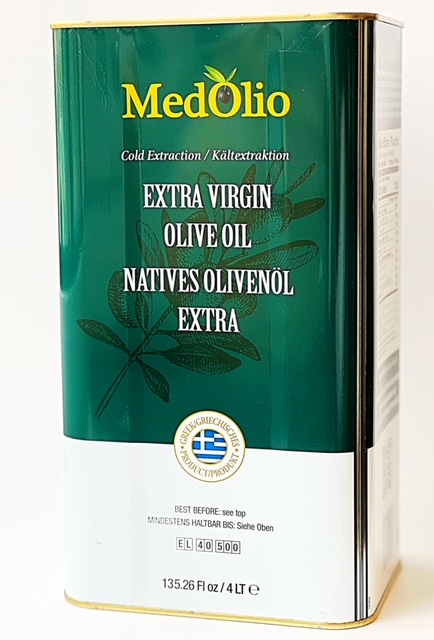 MedOlio
Cold Extraction / Kältextraktion
EXTRA VIRGIN
OLIVE OIL
NATIVES OLIVENÖL
EXTRA
GREEK/GRIECHISCHES
PRODUCT/PRODUKT
BEST BEFORE: see top
MINDESTENS HALTBAR BIS: Siehe Oben
EL 40 500
135.26 Fl oz / 4 LT ℮